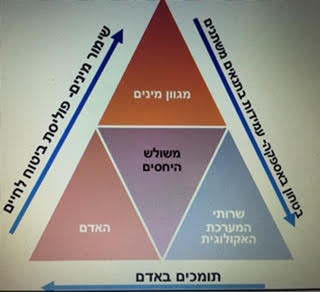 שימור מינים- פוליסת ביטוח לחיים
בטחון באספקה- עמידות בתנאים משתנים
מגוון מינים
משולש
היחסים
האדם
שרותי
המערכת
האקולוגית
תומכים באדם